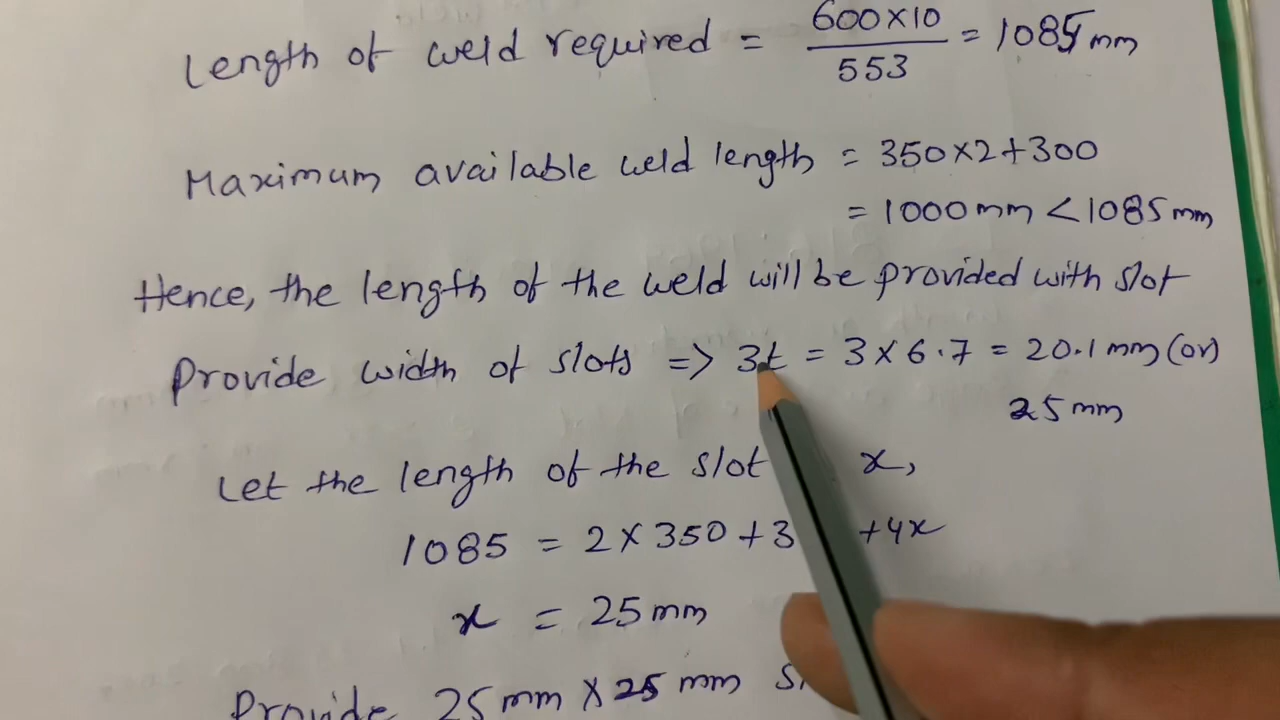 Length of weld required = 600×10 / 553 = 1085 mm
Maximum available weld length = 350×2+300
= 1000 mm < 1085 mm
Hence, the length of the weld will be provided with slot
Provide width of slots => 3t = 3×6.7 = 20.1 mm (or)
25 mm
Let the length of the slot x,
1085 = 2×350+3 +4x
x = 25 mm
Provide 25 mm × 25 mm